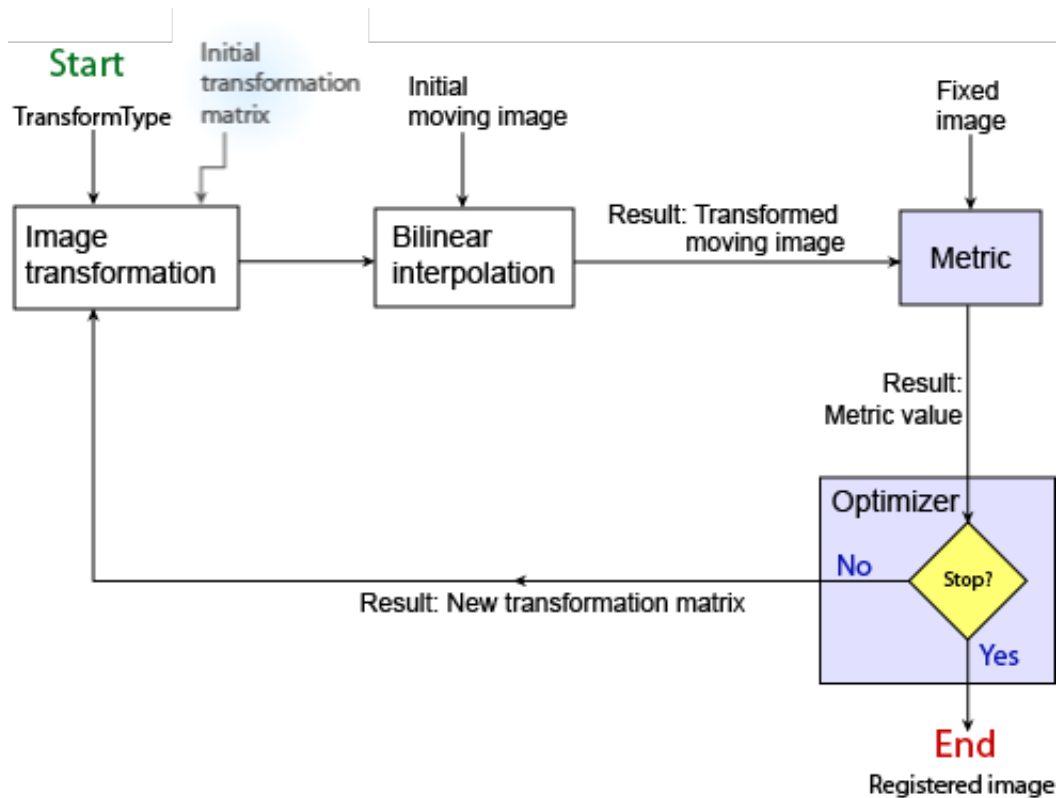 Start
TransformType
Initial
transformation
matrix
Initial
moving image
Fixed
image
Image
transformation
Bilinear
interpolation
Result: Transformed
moving image
Metric
Result:
Metric value
Optimizer
Stop?
No
Result: New transformation matrix
Yes
End
Registered image